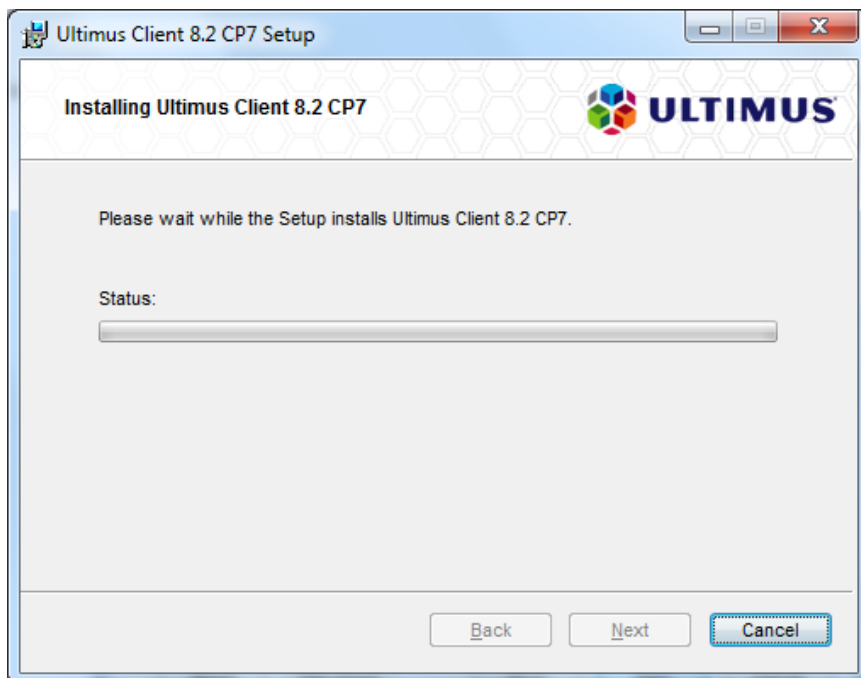 Ultimus Client 8.2 CP7 Setup
Installing Ultimus Client 8.2 CP7
ULTIMUS
Please wait while the Setup installs Ultimus Client 8.2 CP7.
Status:
Back Next Cancel